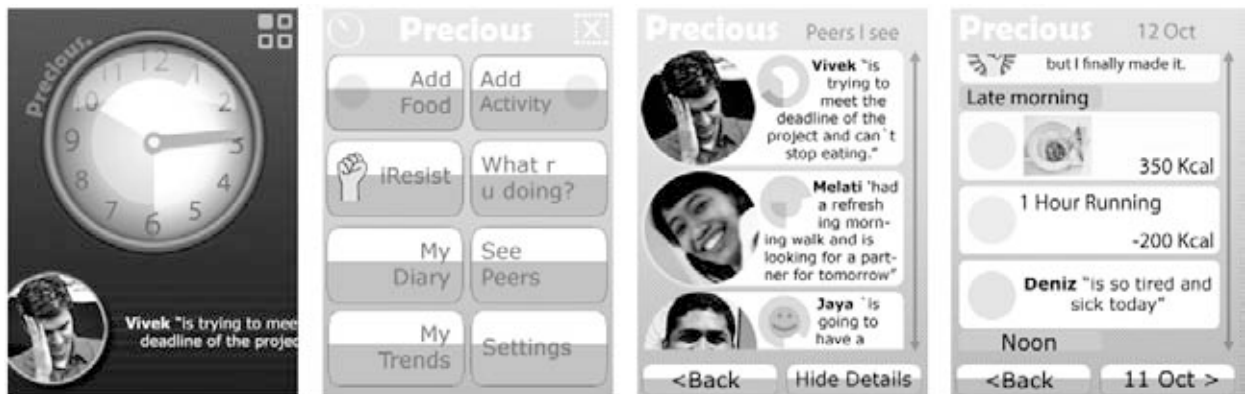 Precious.
12
11
1
10
2
9
3
8
4
7
5
6
Vivek "is trying to mee
deadline of the projec
Precious
Add
Food
Add
Activity
iResist
What r
u doing?
My
Diary
See
Peers
My
Trends
Settings
Precious
Peers I see
Vivek "is
trying to
meet the
deadline of the
project and can`t
stop eating."
Melati 'had
a refresh
ing morn-
ing walk and is
looking for a part-
ner for tomorrow"
Jaya `is
going to
have a
<Back
Hide Details
Precious
12 Oct
but I finally made it.
Late morning
350 Kcal
1 Hour Running
-200 Kcal
Deniz "is so tired and
sick today"
Noon
<Back
11 Oct >